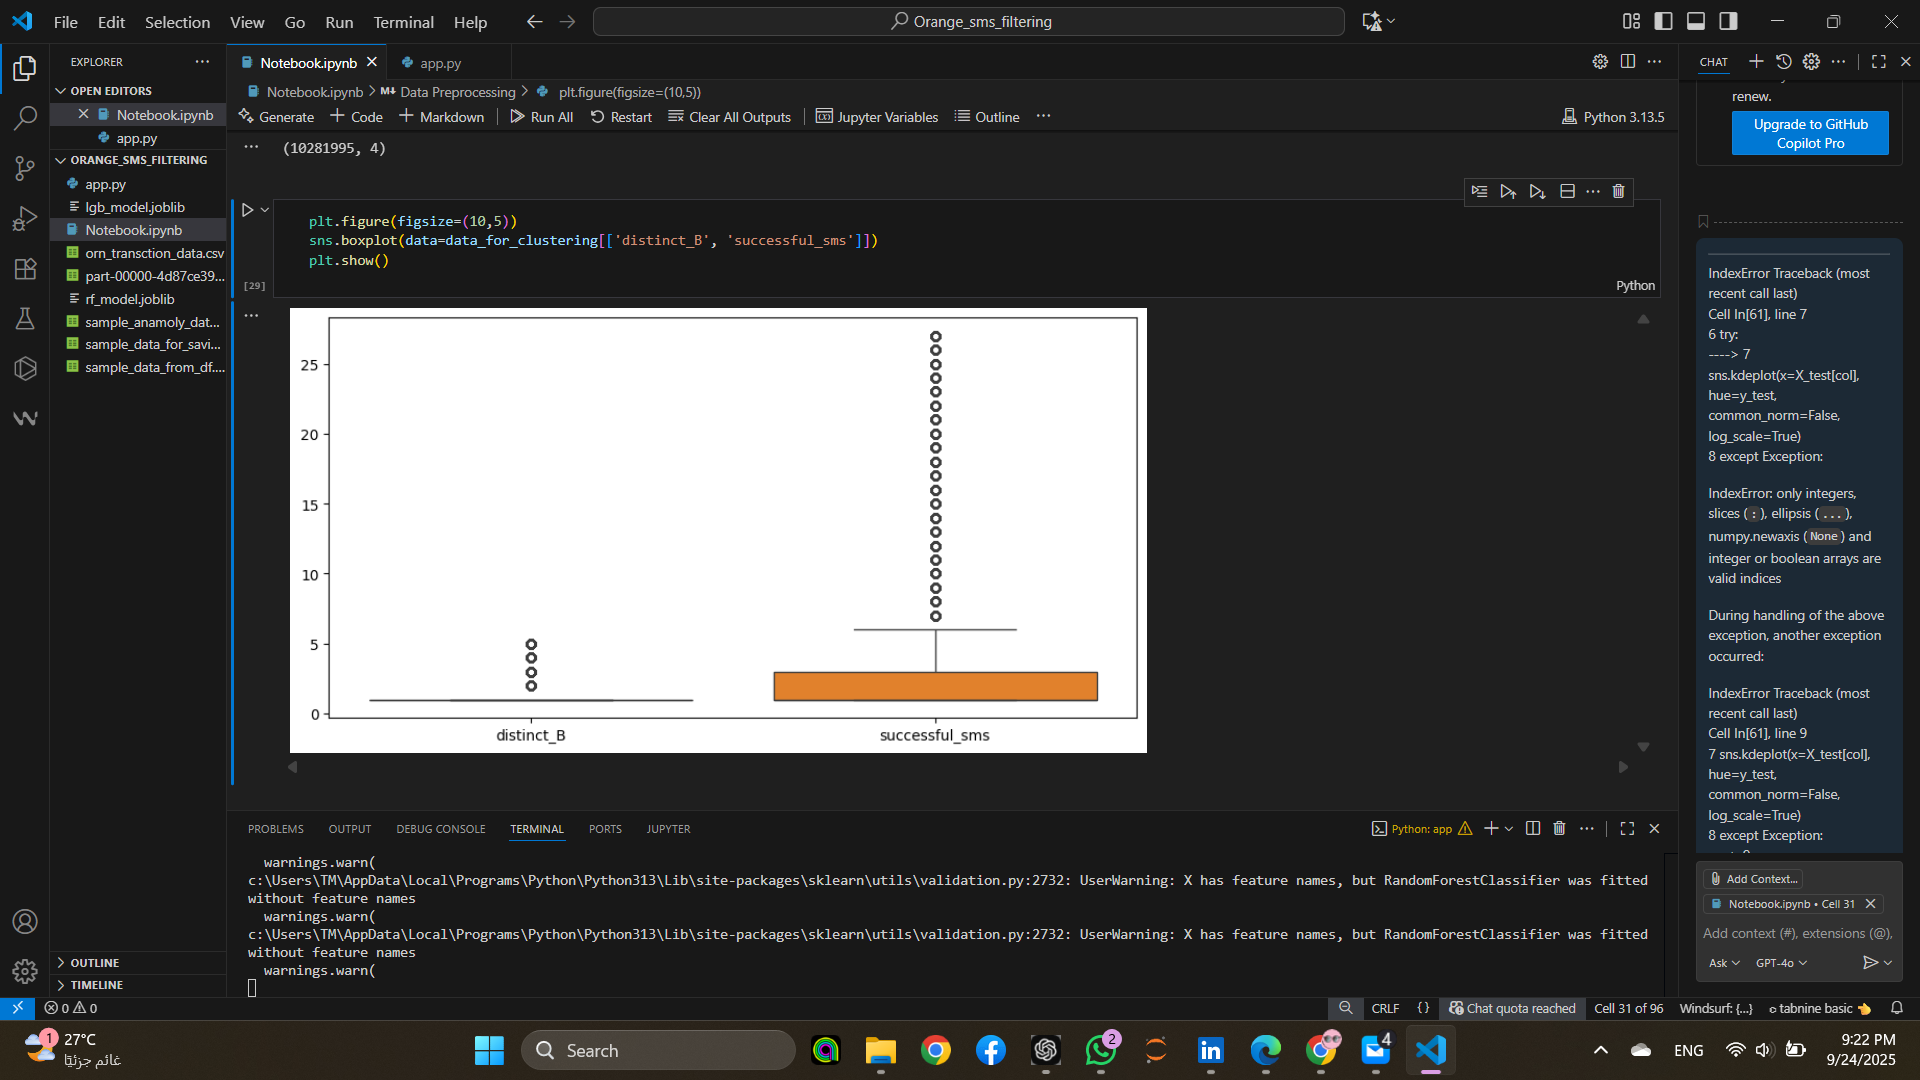 File Edit Selection View Go Run Terminal Help
Orange_sms_filtering
EXPLORER
OPEN EDITORS
Notebook.ipynb
app.py
ORANGE_SMS_FILTERING
app.py
lgb_model.joblib
Notebook.ipynb
orn_transction_data.csv
part-00000-4d87ce39...
rf_model.joblib
sample_anamoly_dat...
sample_data_for_savi...
sample_data_from_df....
OUTLINE
TIMELINE
Notebook.ipynb app.py
Notebook.ipynb > Data Preprocessing > plt.figure(figsize=(10,5))
Generate + Code + Markdown Run All Restart Clear All Outputs Jupyter Variables Outline ... Python 3.13.5
(10281995, 4)
plt.figure(figsize=(10,5))
sns.boxplot(data=data_for_clustering[['distinct_B', 'successful_sms']])
plt.show()
[29]
Python
25
20
15
10
5
0
distinct_B successful_sms
PROBLEMS OUTPUT DEBUG CONSOLE TERMINAL PORTS JUPYTER
Python: app
warnings.warn(
c:\Users\TM\AppData\Local\Programs\Python\Python313\Lib\site-packages\sklearn\utils\validation.py:2732: UserWarning: X has feature names, but RandomForestClassifier was fitted
without feature names
warnings.warn(
c:\Users\TM\AppData\Local\Programs\Python\Python313\Lib\site-packages\sklearn\utils\validation.py:2732: UserWarning: X has feature names, but RandomForestClassifier was fitted
without feature names
warnings.warn(
CHAT
renew.
Upgrade to GitHub
Copilot Pro
IndexError Traceback (most
recent call last)
Cell In[61], line 7
6 try:
----> 7
sns.kdeplot(x=X_test[col],
hue=y_test,
common_norm=False,
log_scale=True)
8 except Exception:
IndexError: only integers,
slices (:), ellipsis (...),
numpy.newaxis (None) and
integer or boolean arrays are
valid indices
During handling of the above
exception, another exception
occurred:
IndexError Traceback (most
recent call last)
Cell In[61], line 9
7 sns.kdeplot(x=X_test[col],
hue=y_test,
common_norm=False,
log_scale=True)
8 except Exception:
Add Context...
Notebook.ipynb • Cell 31
Add context (#), extensions (@),
Ask GPT-4o
0 0
CRLF {} Chat quota reached Cell 31 of 96 Windsurf: {...} tabnine basic
1
27°C
غائم جزئيًا
Search
2
4
ENG
9:22 PM
9/24/2025